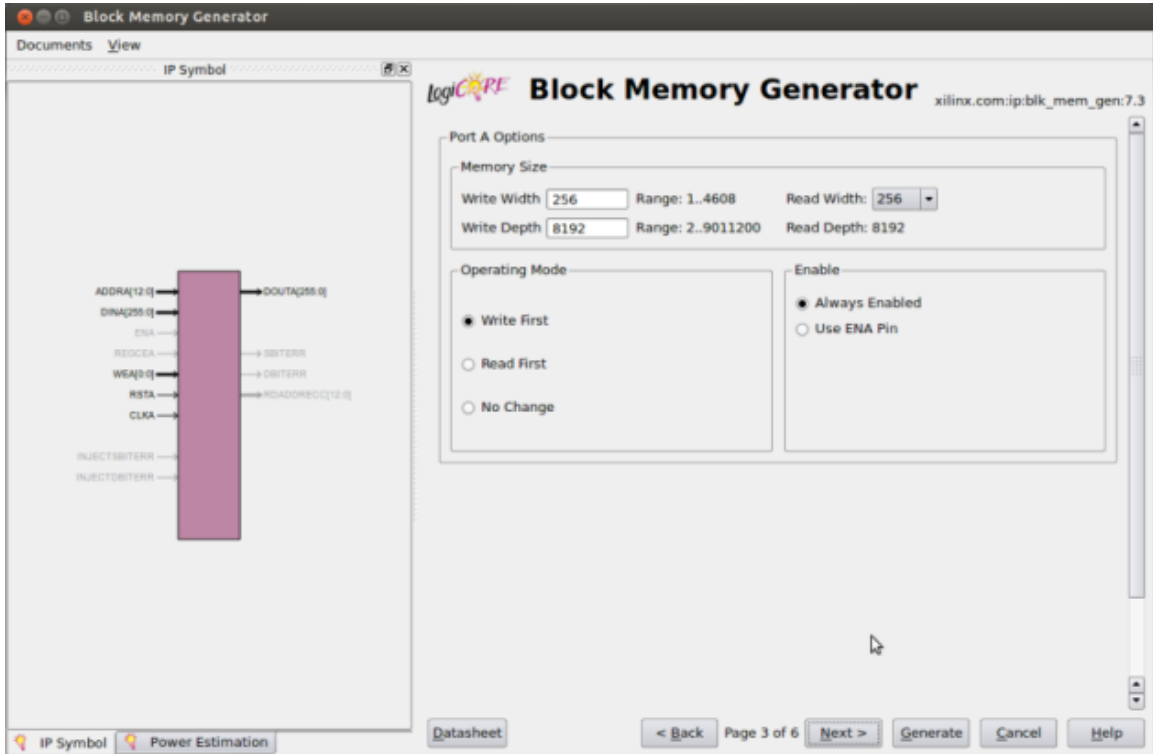 Block Memory Generator
Documents View
IP Symbol
ADDRA[12:0]
DOUTA[255:0]
DINA[255:0]
ENA
REGCEA
SBITERR
WEA[0:0]
DBITERR
RSTA
RDADDRECC[12:0]
CLKA
INJECTSBITERR
INJECTDBITERR
IP Symbol Power Estimation
logiCORE
Block Memory Generator xilinx.com:ip:blk_mem_gen:7.3
Port A Options
Memory Size
Write Width 256 Range: 1..4608 Read Width: 256
Write Depth 8192 Range: 2..9011200 Read Depth: 8192
Operating Mode
Write First
Read First
No Change
Enable
Always Enabled
Use ENA Pin
Datasheet < Back Page 3 of 6 Next > Generate Cancel Help